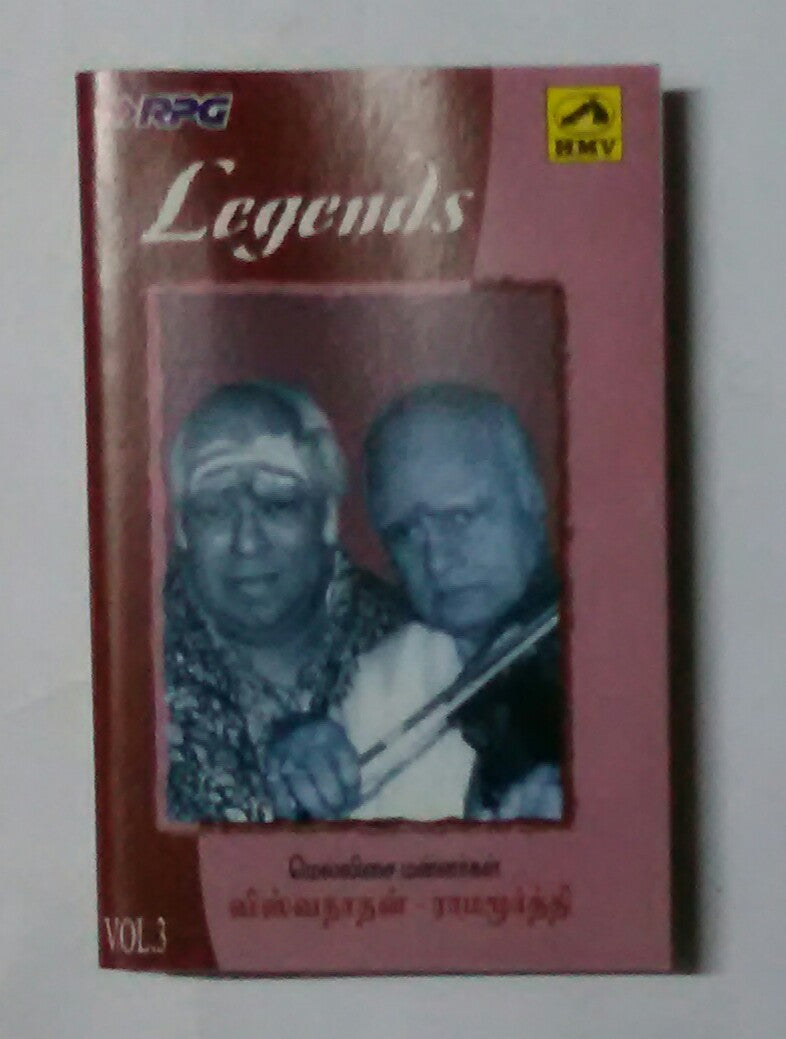 RPG
HMV
Legends
மெல்லிசை மன்னர்கள்
விஸ்வநாதன் - ராமமூர்த்தி
VOL.3